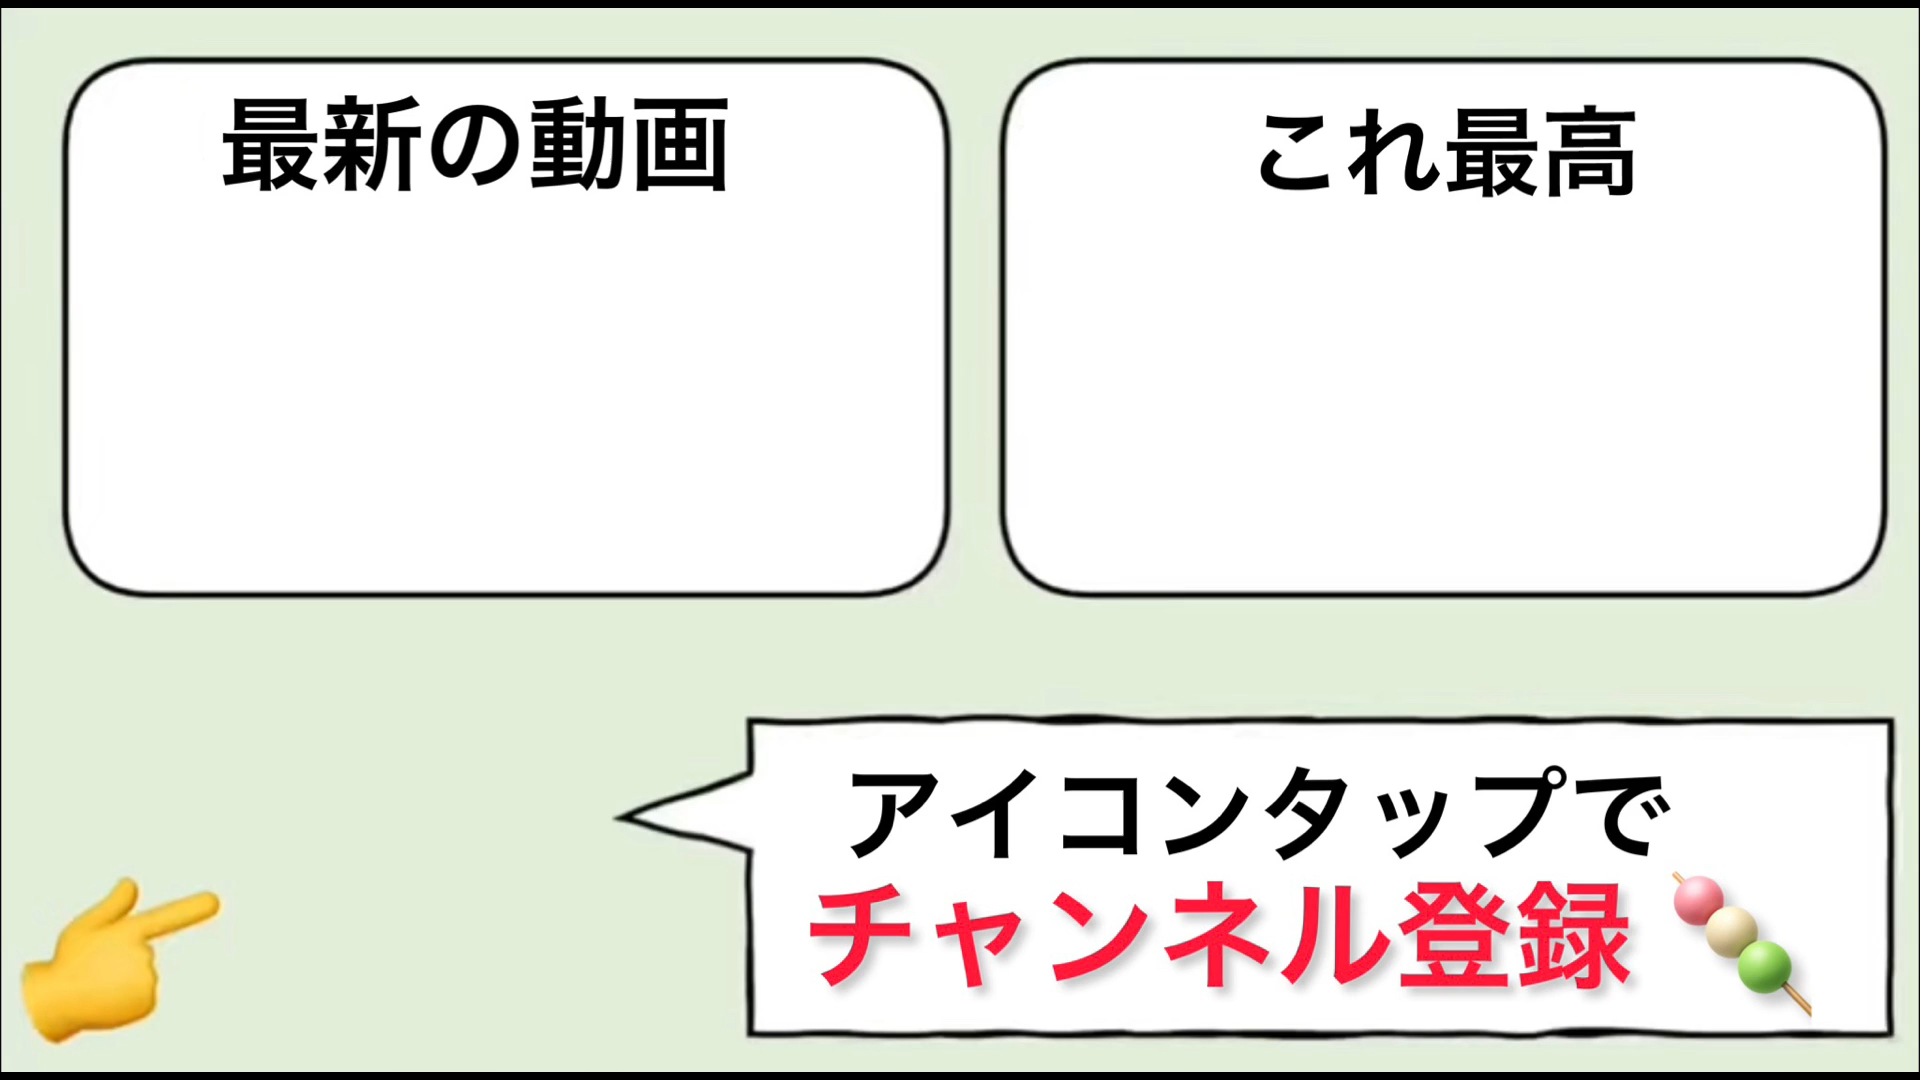 最新の動画
これ最高
アイコンタップで
チャンネル登録🍡